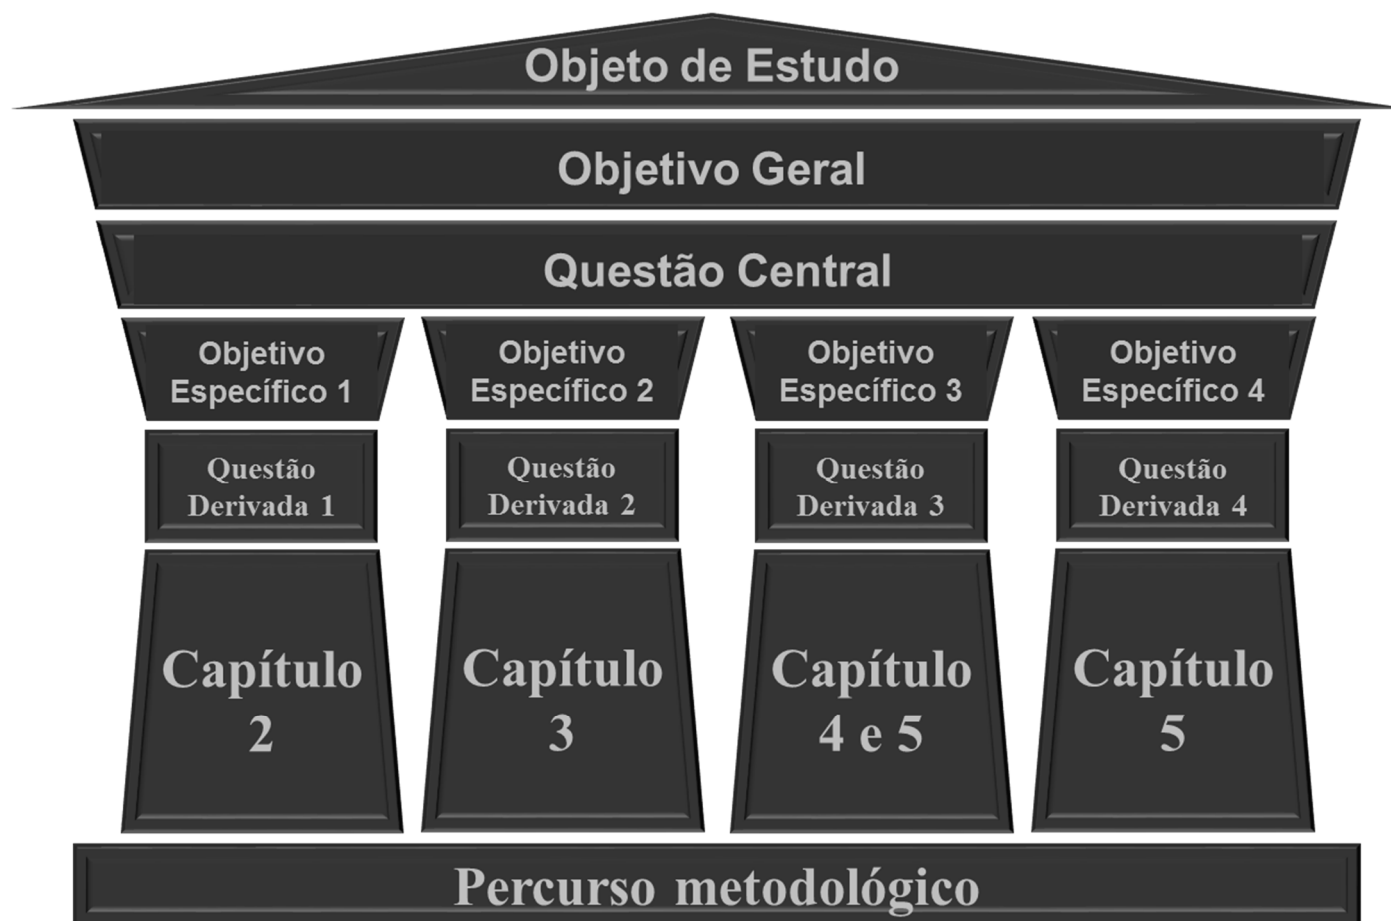 Objeto de Estudo
Objetivo Geral
Questão Central
Objetivo
Específico 1
Objetivo
Específico 2
Objetivo
Específico 3
Objetivo
Específico 4
Questão
Derivada 1
Questão
Derivada 2
Questão
Derivada 3
Questão
Derivada 4
Capítulo
2
Capítulo
3
Capítulo
4 e 5
Capítulo
5
Percurso metodológico